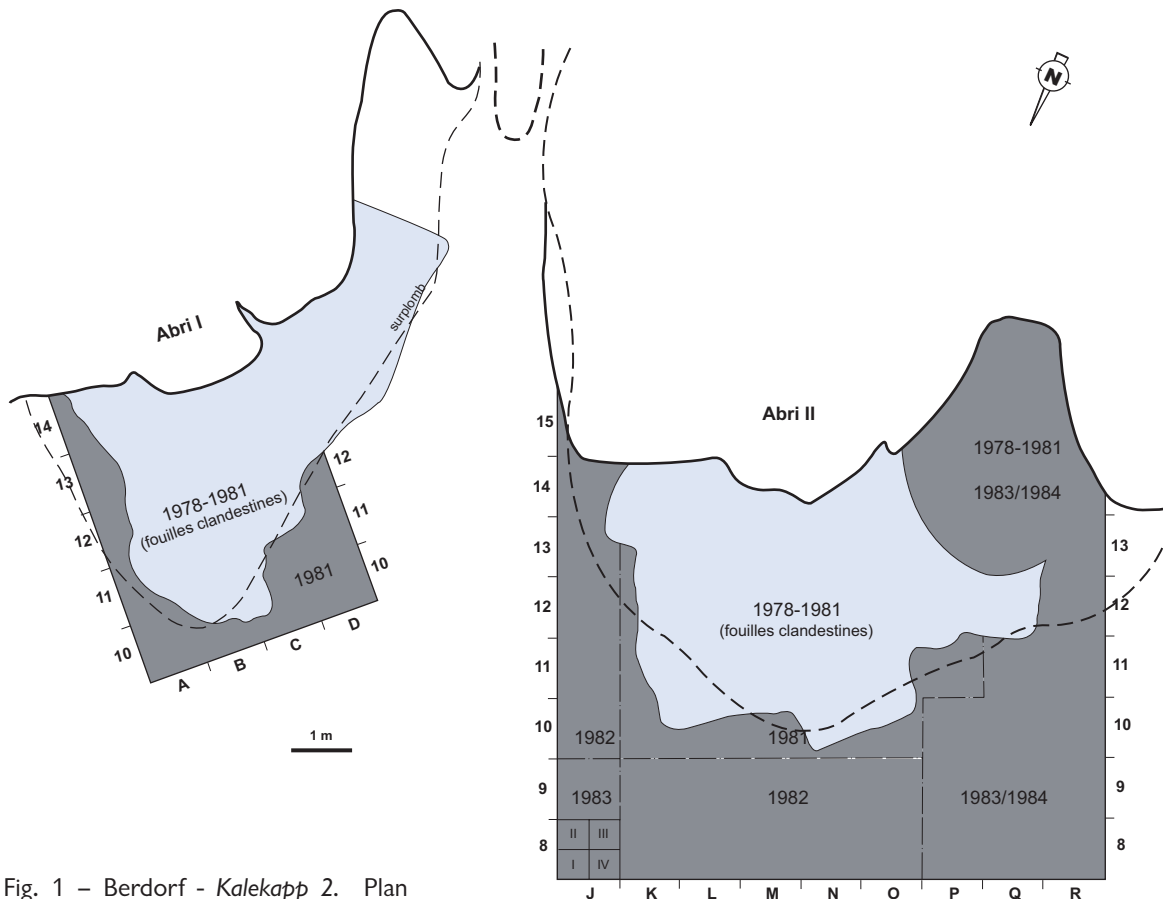 N
surplomb
Abri I
Abri II
14
13
12
11
10
12
11
10
1978-1981
(fouilles clandestines)
1981
A
B
C
D
1 m
15
14
13
12
11
10
9
8
1978-1981
1983/1984
1978-1981
(fouilles clandestines)
13
12
11
10
9
8
1982
1981
1983
1982
1983/1984
II
III
I
IV
J
K
L
M
N
O
P
Q
R
Fig. 1 – Berdorf - Kalekapp 2. Plan